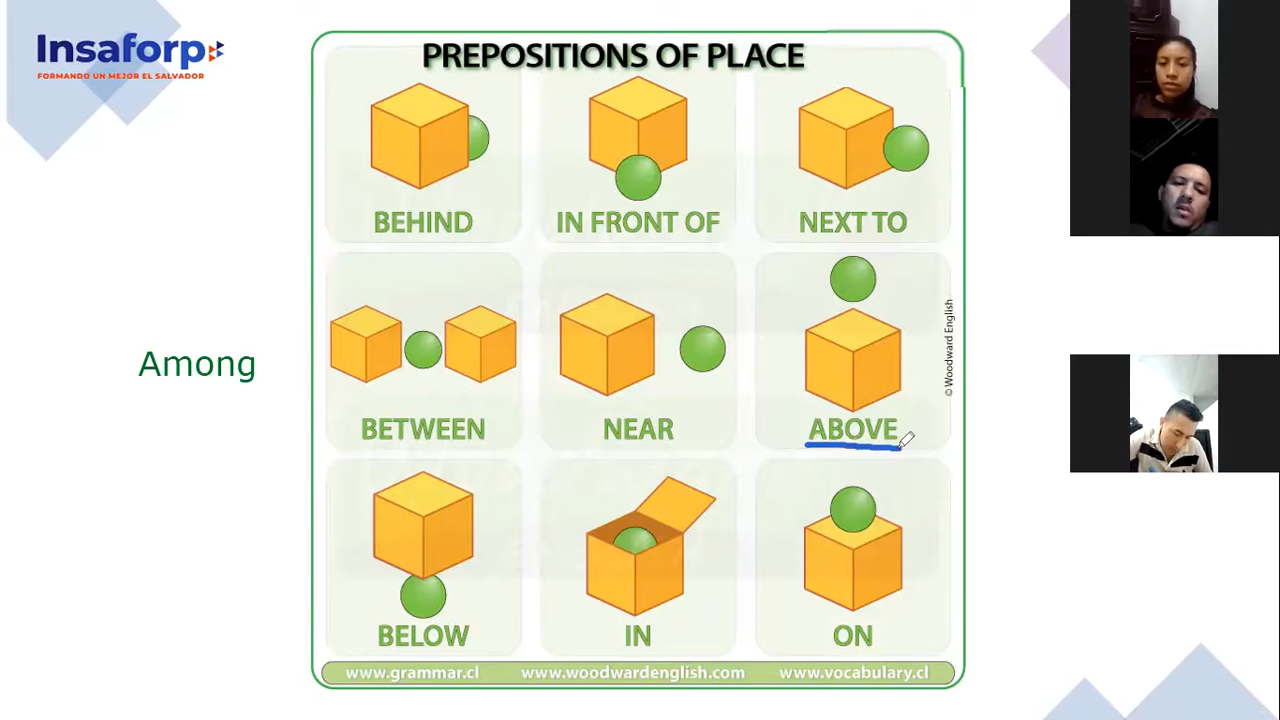 Insaforp
FORMANDO UN MEJOR EL SALVADOR
PREPOSITIONS OF PLACE
BEHIND
IN FRONT OF
NEXT TO
Among
BETWEEN
NEAR
ABOVE
© Woodward English
BELOW
IN
ON
www.grammar.cl
www.woodwardenglish.com
www.vocabulary.cl